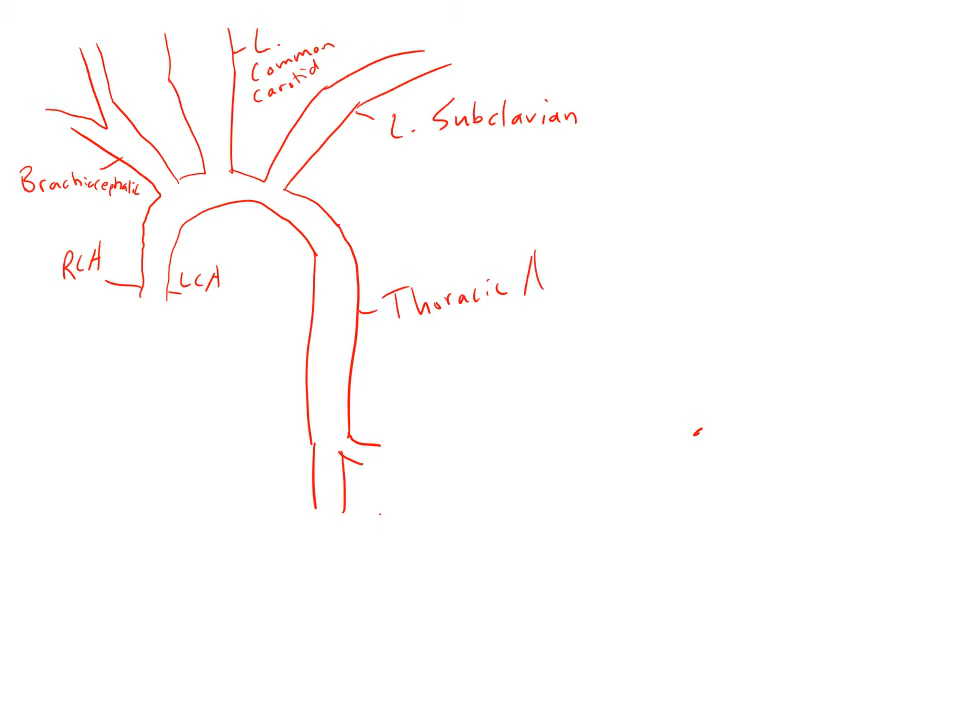 L.
Common
Carotid
L. Subclavian
Brachiocephalic
RCA
LCA
Thoracic A